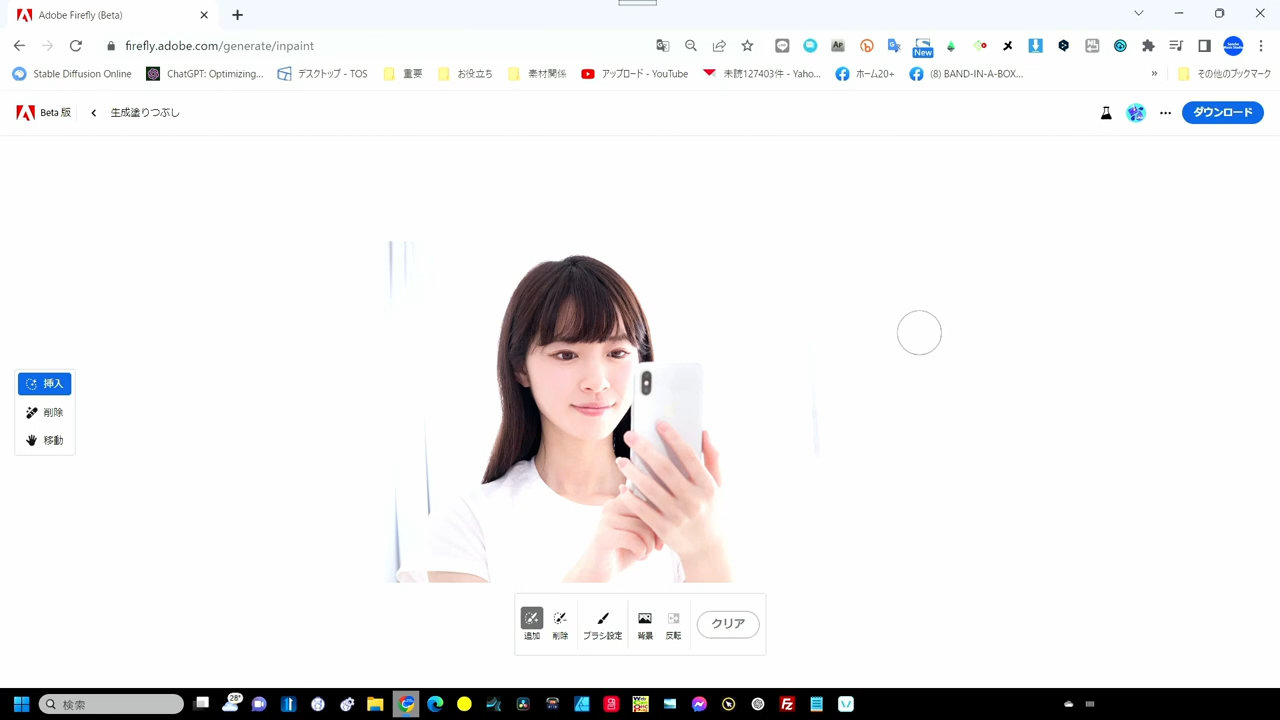 Adobe Firefly (Beta)
firefly.adobe.com/generate/inpaint
New
Stable Diffusion Online
ChatGPT: Optimizing...
デスクトップ - TOS
重要
お役立ち
素材関係
アップロード - YouTube
未読127403件 - Yaho...
ホーム20+
(8) BAND-IN-A-BOX...
»
その他のブックマーク
Beta 版
生成塗りつぶし
ダウンロード
挿入
削除
移動
追加
削除
ブラシ設定
背景
反転
クリア
検索
28°